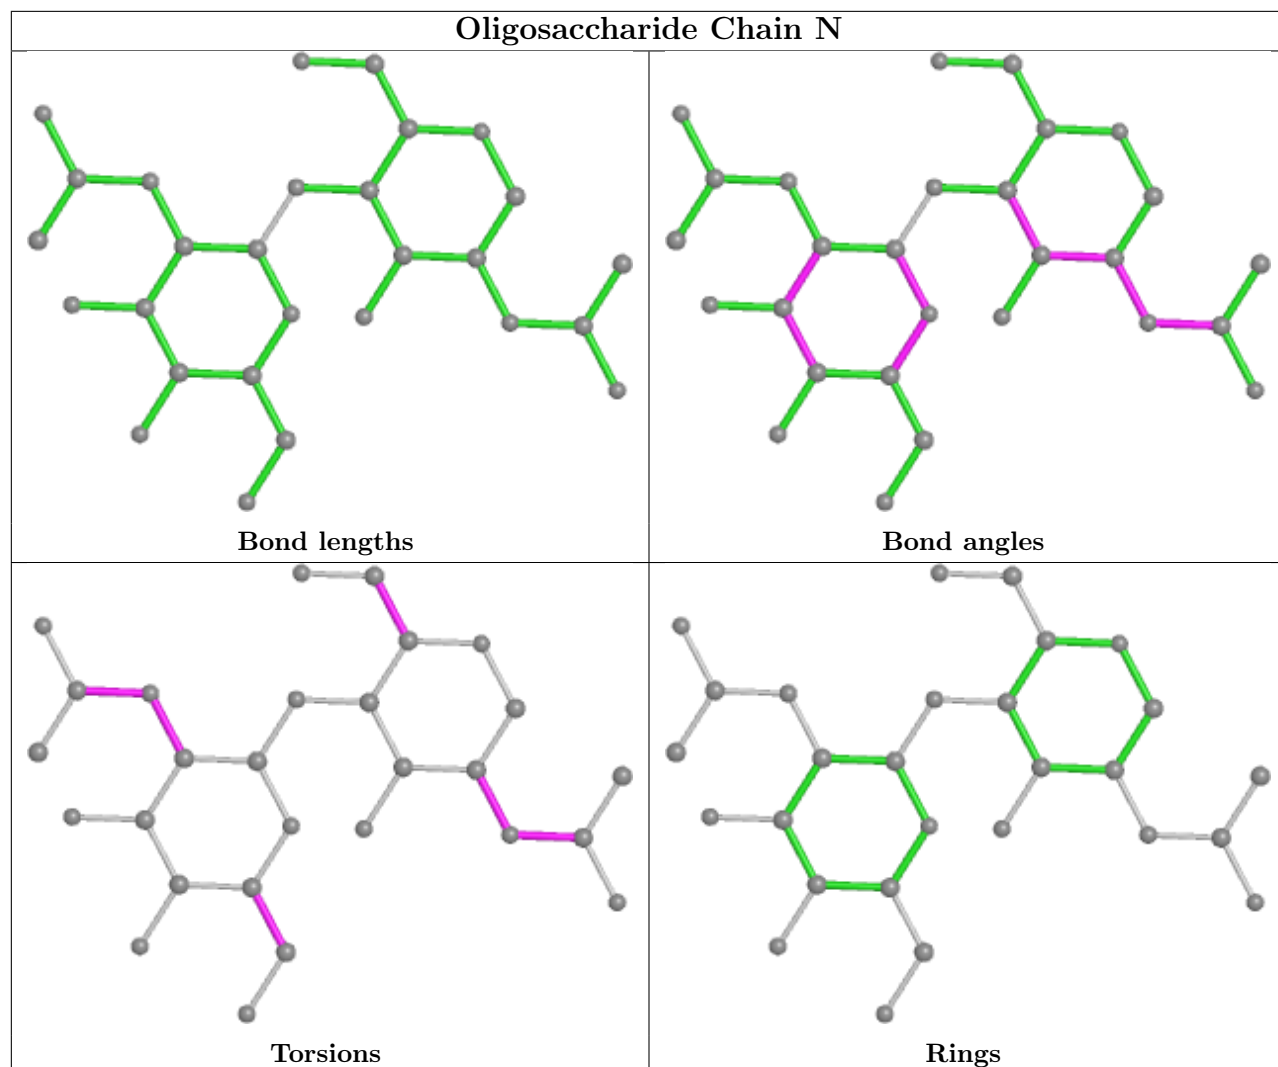 Oligosaccharide Chain N
Bond lengths
Bond angles
Torsions
Rings